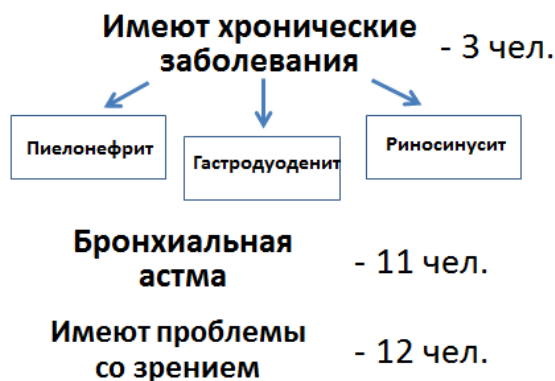 Имеют хронические
заболевания
- 3 чел.
Пиелонефрит
Гастродуоденит
Риносинусит
Бронхиальная
астма
- 11 чел.
Имеют проблемы
со зрением
- 12 чел.